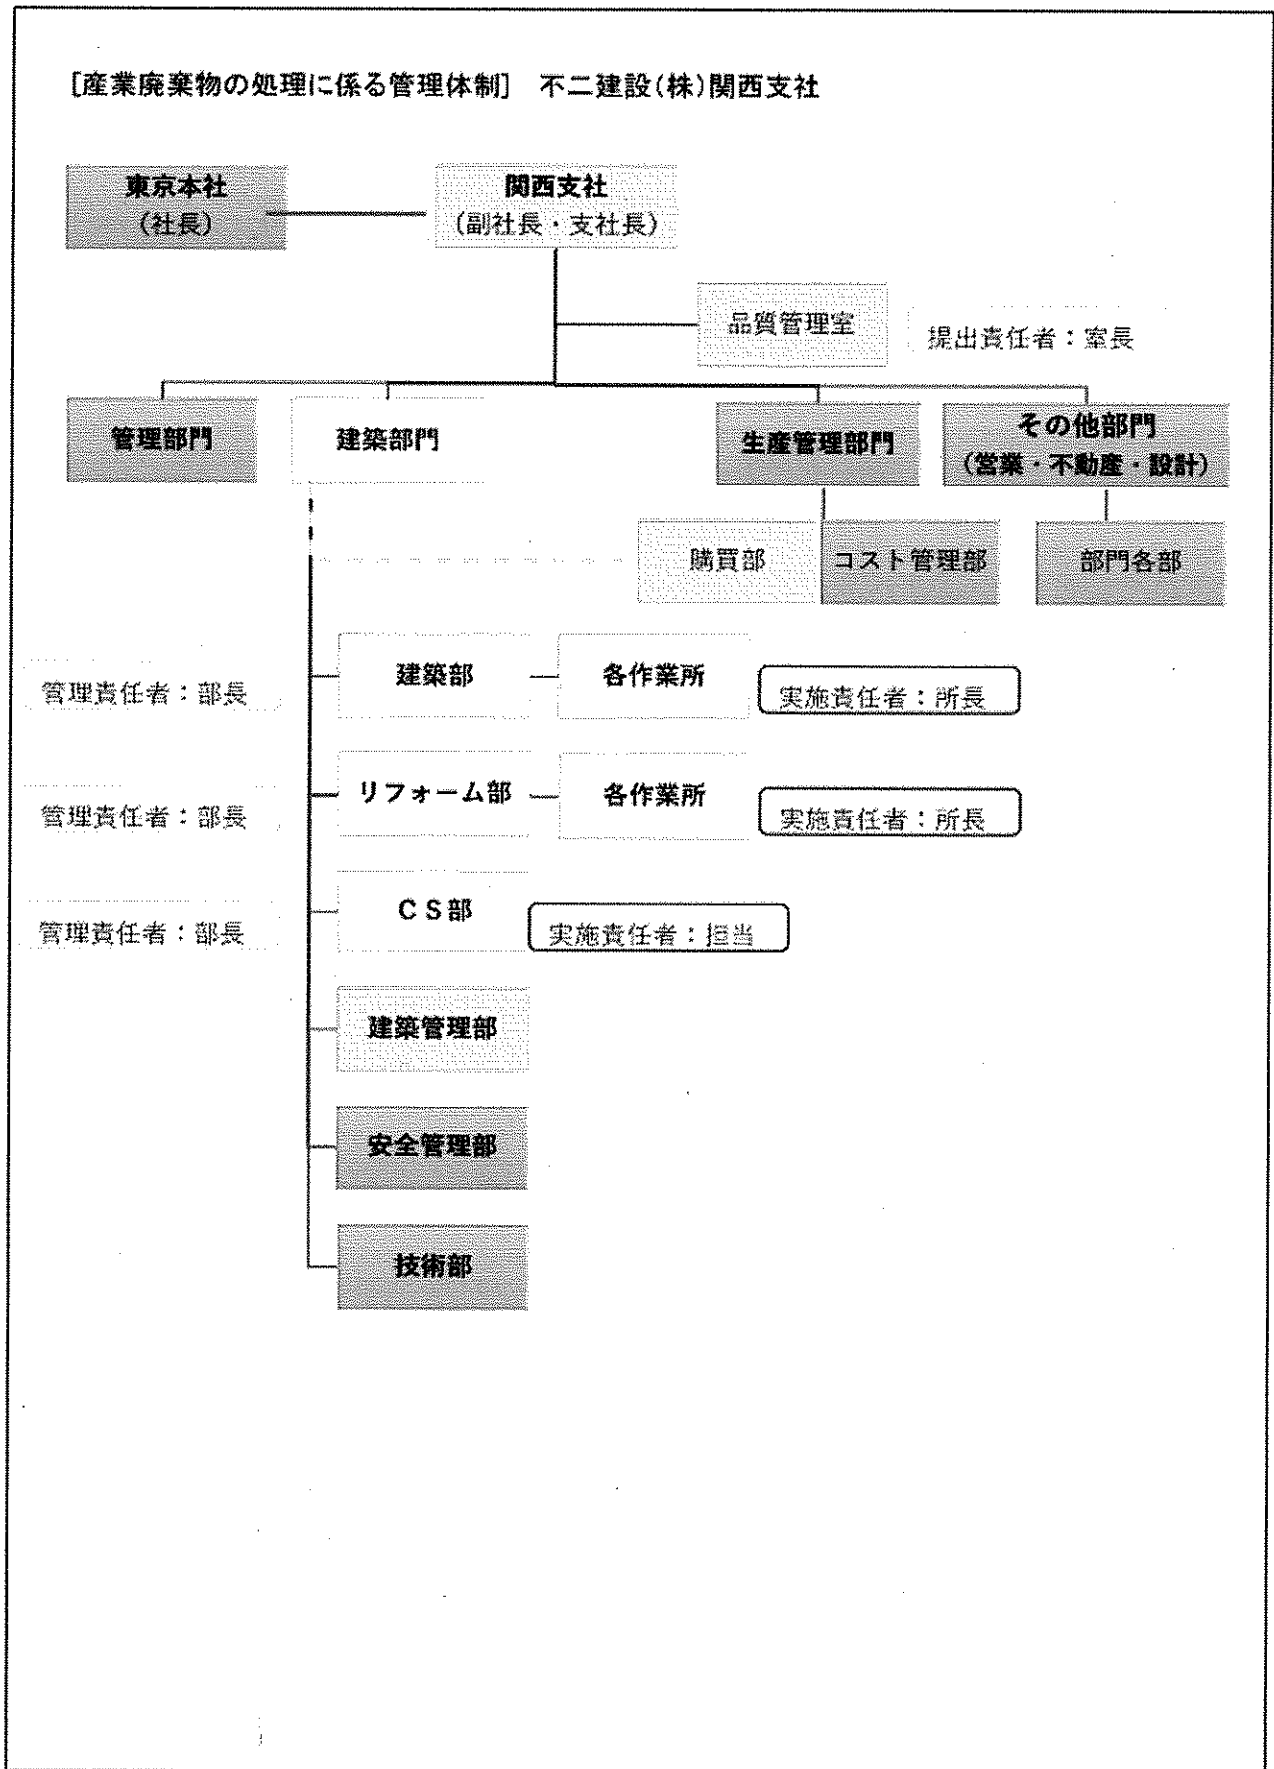 [産業廃棄物の処理に係る管理体制]　不二建設(株)関西支社
東京本社
(社長)
関西支社
(副社長・支社長)
品質管理室
提出責任者：室長
管理部門
建築部門
生産管理部門
その他部門
(営業・不動産・設計)
購買部
コスト管理部
部門各部
管理責任者：部長
建築部
各作業所
実施責任者：所長
管理責任者：部長
リフォーム部
各作業所
実施責任者：所長
管理責任者：部長
ＣＳ部
実施責任者：担当
建築管理部
安全管理部
技術部